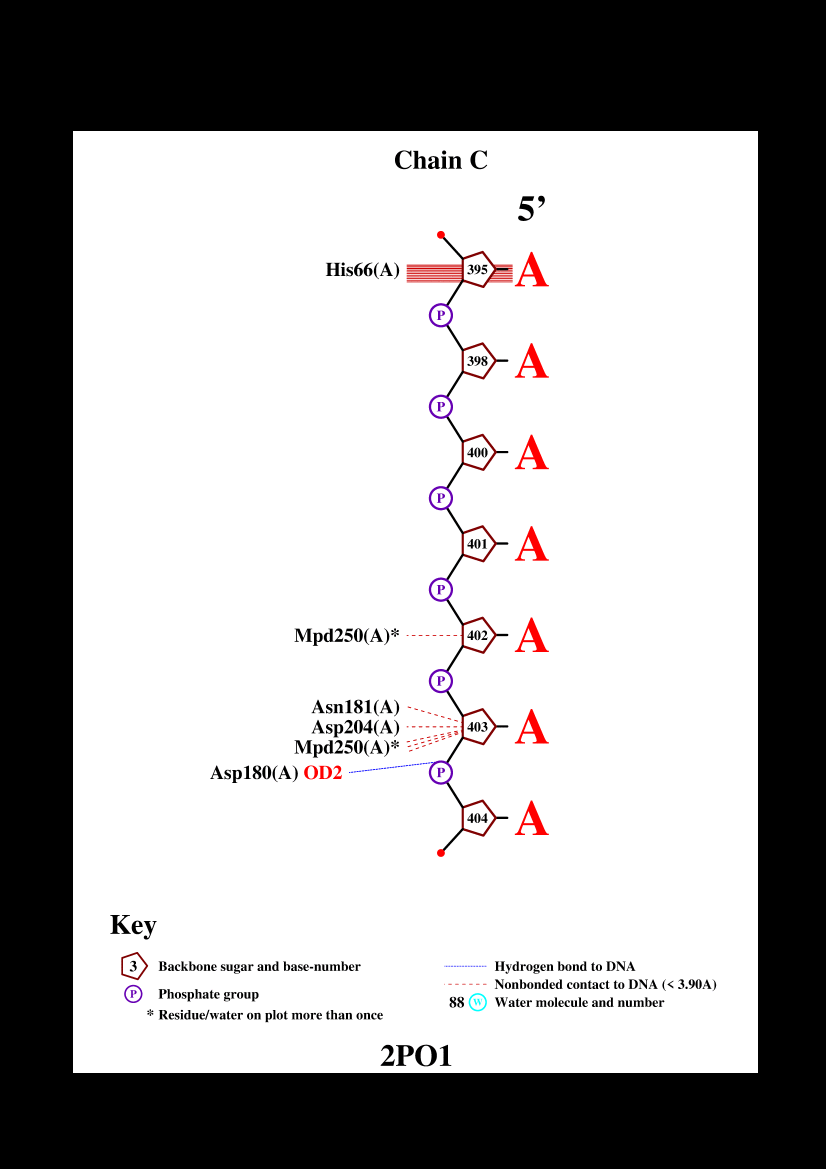 Chain C
5’
His66(A) 395 A
P
398 A
P
400 A
P
401 A
P
Mpd250(A)* 402 A
P
Asn181(A)
Asp204(A) 403 A
Mpd250(A)*
Asp180(A) OD2 P
404 A
Key
3 Backbone sugar and base-number
P Phosphate group
* Residue/water on plot more than once
Hydrogen bond to DNA
Nonbonded contact to DNA (< 3.90A)
88 W Water molecule and number
2PO1